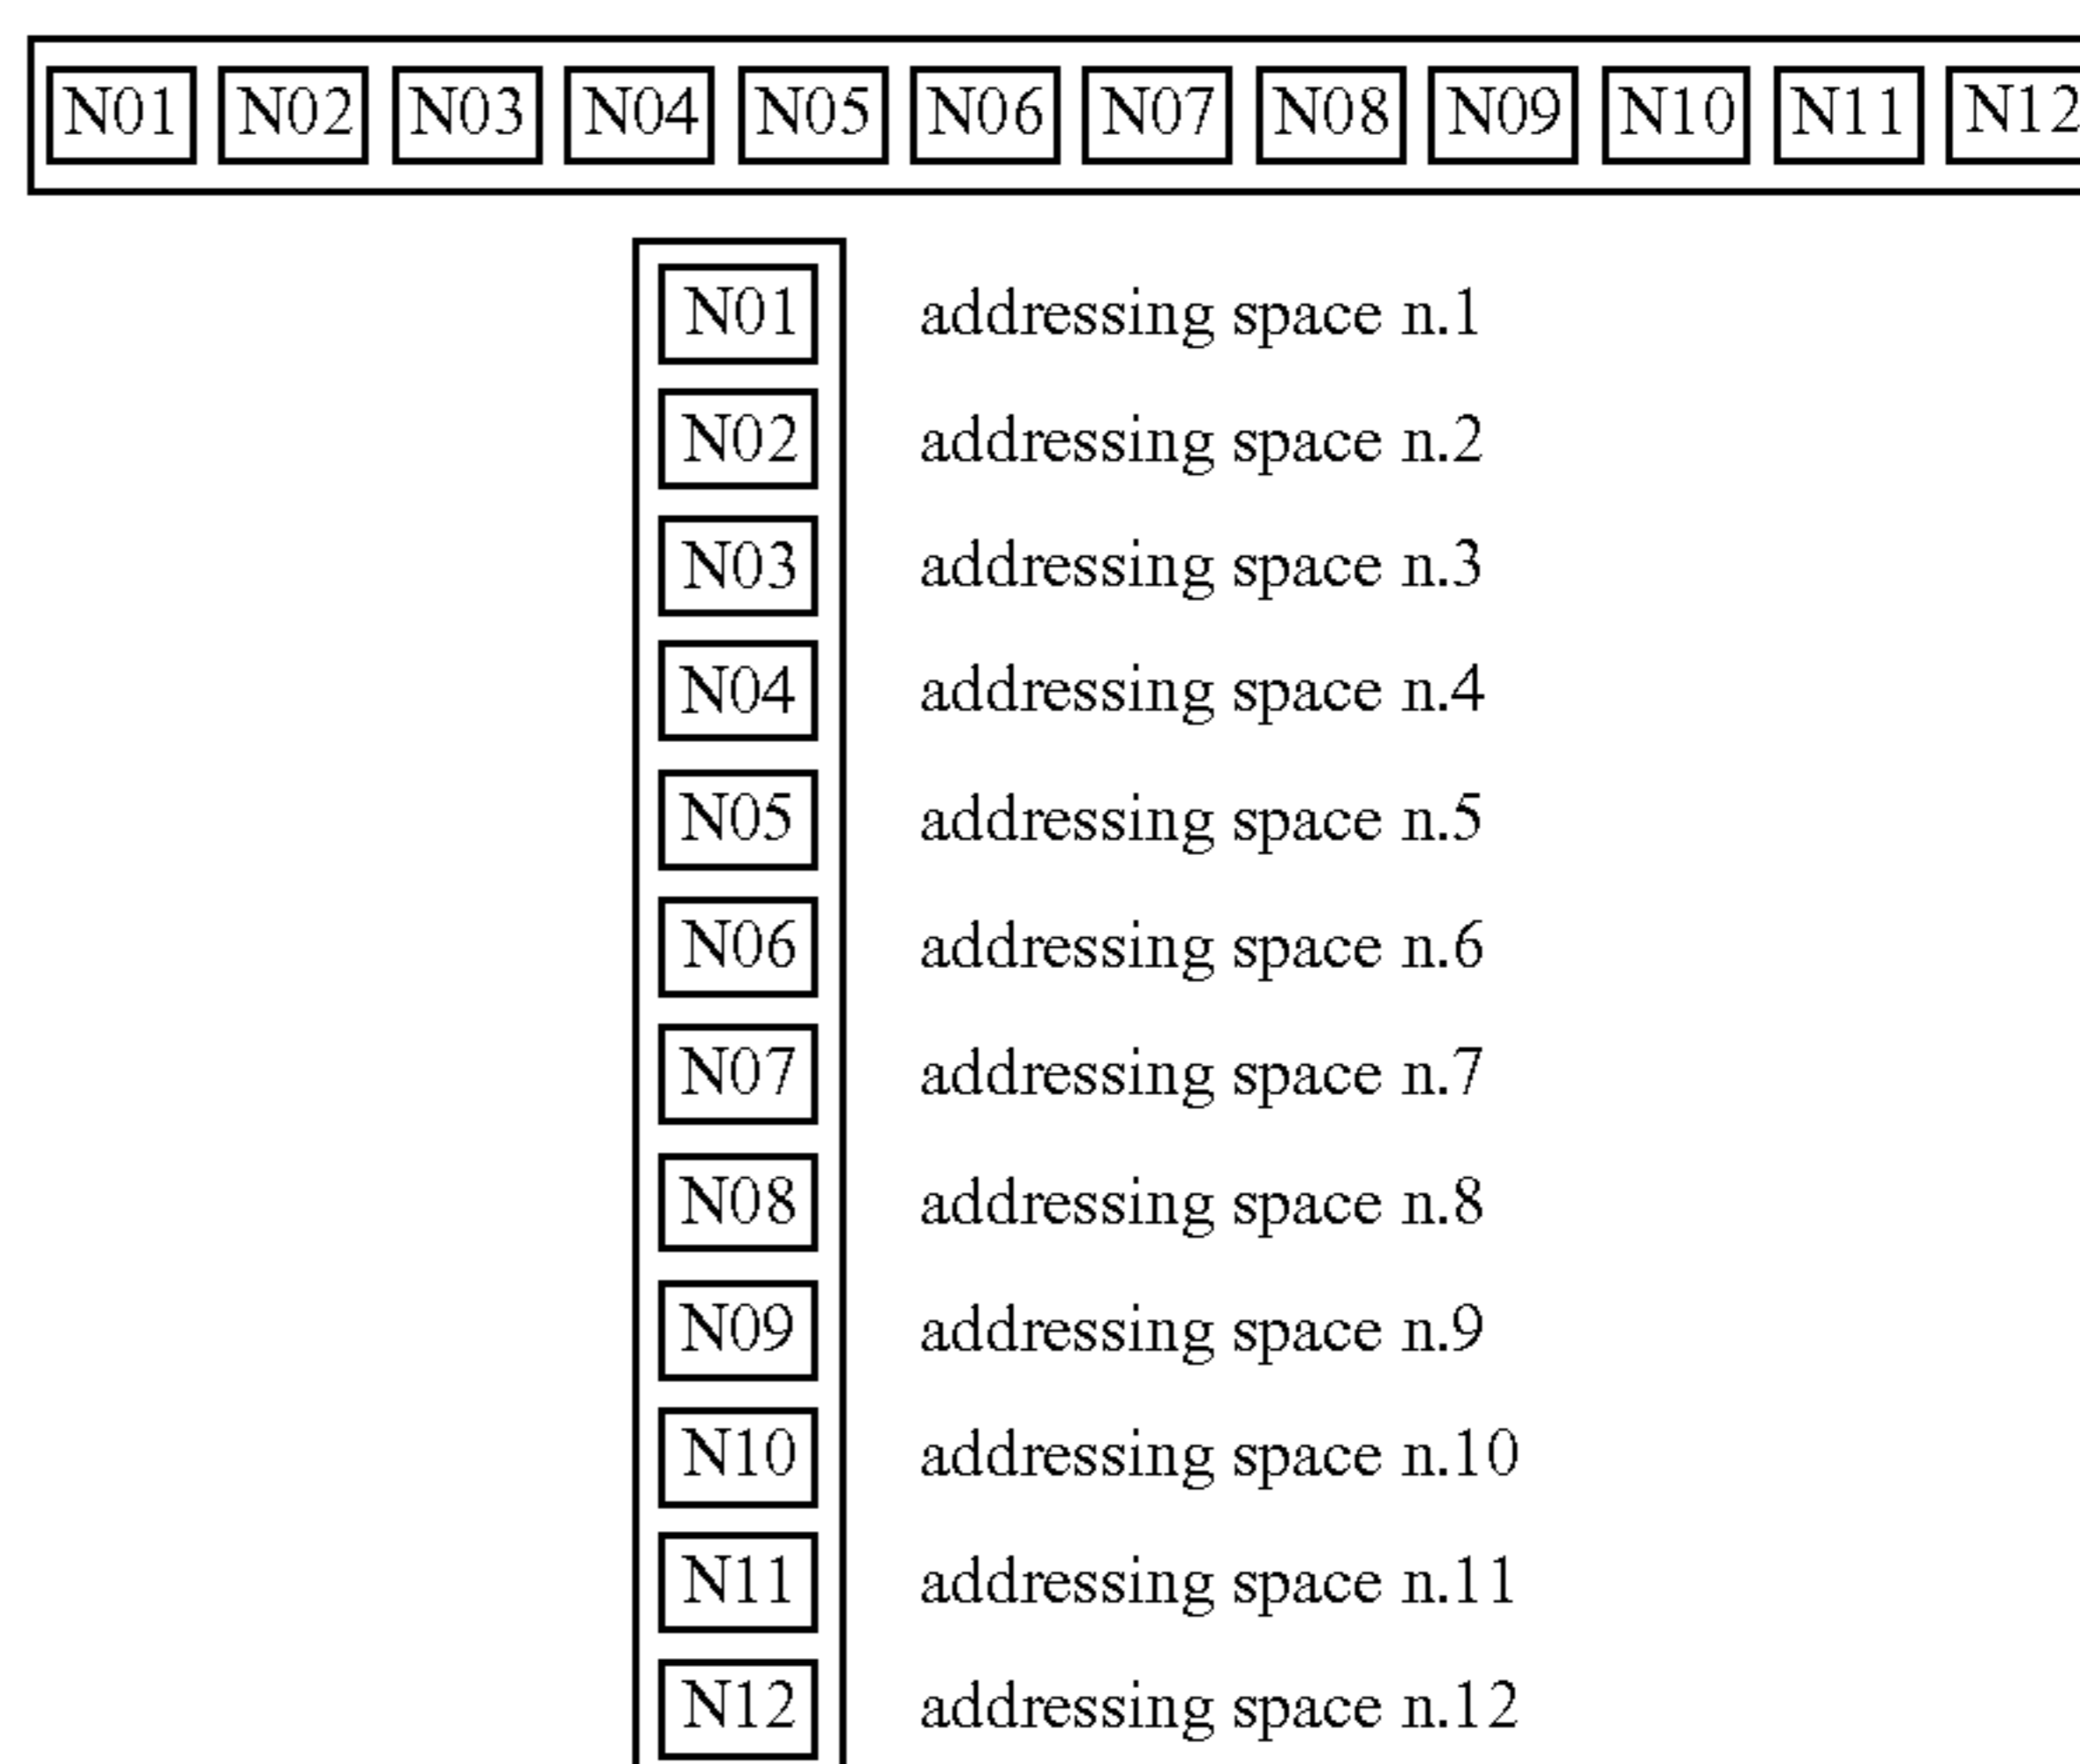 N01 N02 N03 N04 N05 N06 N07 N08 N09 N10 N11 N12
N01 addressing space n.1
N02 addressing space n.2
N03 addressing space n.3
N04 addressing space n.4
N05 addressing space n.5
N06 addressing space n.6
N07 addressing space n.7
N08 addressing space n.8
N09 addressing space n.9
N10 addressing space n.10
N11 addressing space n.11
N12 addressing space n.12